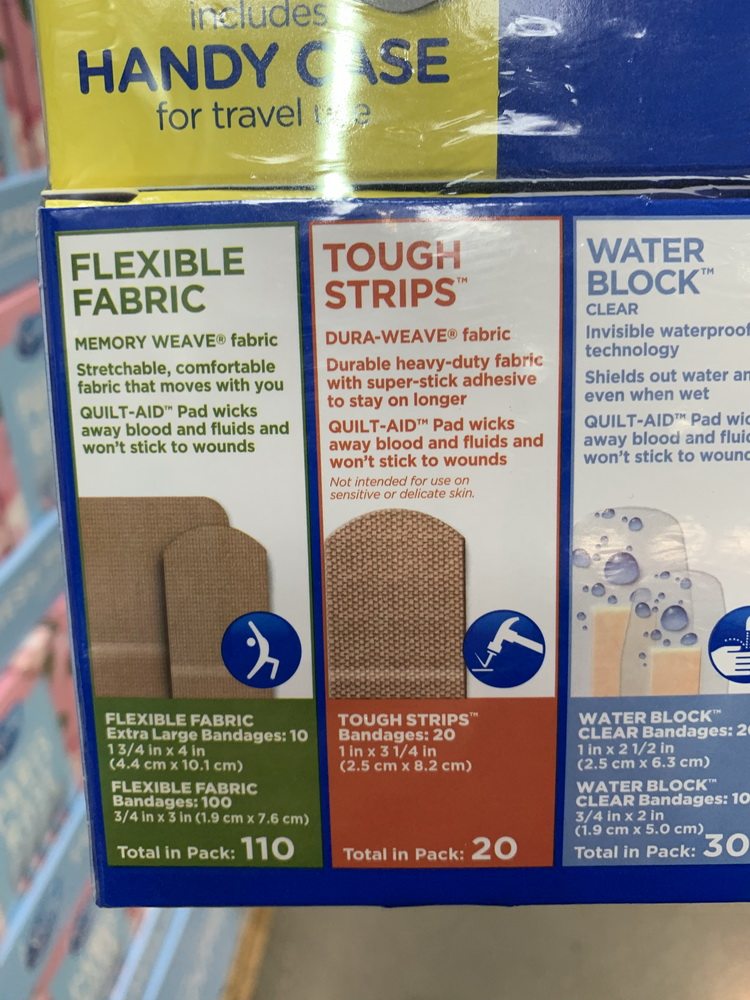 includes
HANDY CASE
for travel use
FLEXIBLE
FABRIC
MEMORY WEAVE® fabric
Stretchable, comfortable
fabric that moves with you
QUILT-AID™ Pad wicks
away blood and fluids and
won't stick to wounds
FLEXIBLE FABRIC
Extra Large Bandages: 10
1 3/4 in x 4 in
(4.4 cm x 10.1 cm)
FLEXIBLE FABRIC
Bandages: 100
3/4 in x 3 in (1.9 cm x 7.6 cm)
Total in Pack: 110
TOUGH
STRIPS™
DURA-WEAVE® fabric
Durable heavy-duty fabric
with super-stick adhesive
to stay on longer
QUILT-AID™ Pad wicks
away blood and fluids and
won't stick to wounds
Not intended for use on
sensitive or delicate skin.
TOUGH STRIPS™
Bandages: 20
1 in x 3 1/4 in
(2.5 cm x 8.2 cm)
Total in Pack: 20
WATER
BLOCK™
CLEAR
Invisible waterproof
technology
Shields out water
even when wet
QUILT-AID™ Pad
away blood and
won't stick to
WATER BLOCK™
CLEAR Bandages:
1 in x 2 1/2 in
(2.5 cm x 6.3 cm)
WATER BLOCK™
CLEAR Bandages: 10
3/4 in x 2 in
(1.9 cm x 5.0 cm)
Total in Pack: 30